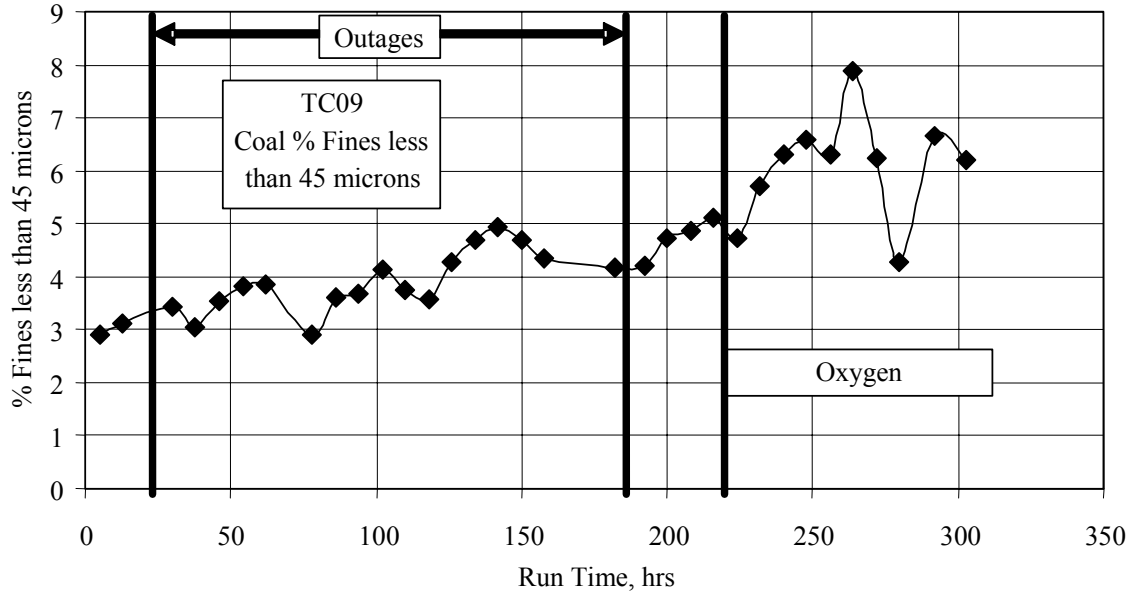 9
8
7
6
5
4
3
2
1
0
% Fines less than 45 microns
Outages
TC09
Coal % Fines less
than 45 microns
Oxygen
0 50 100 150 200 250 300 350
Run Time, hrs